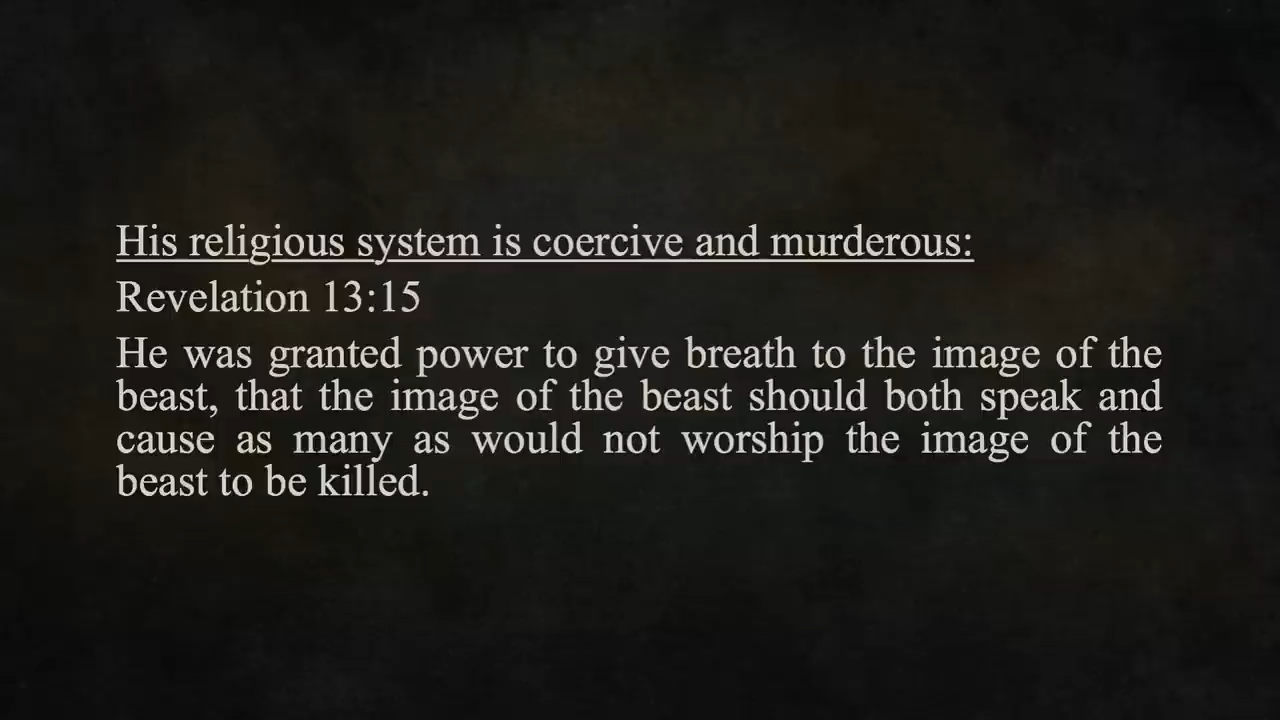 His religious system is coercive and murderous:
Revelation 13:15
He was granted power to give breath to the image of the
beast, that the image of the beast should both speak and
cause as many as would not worship the image of the
beast to be killed.